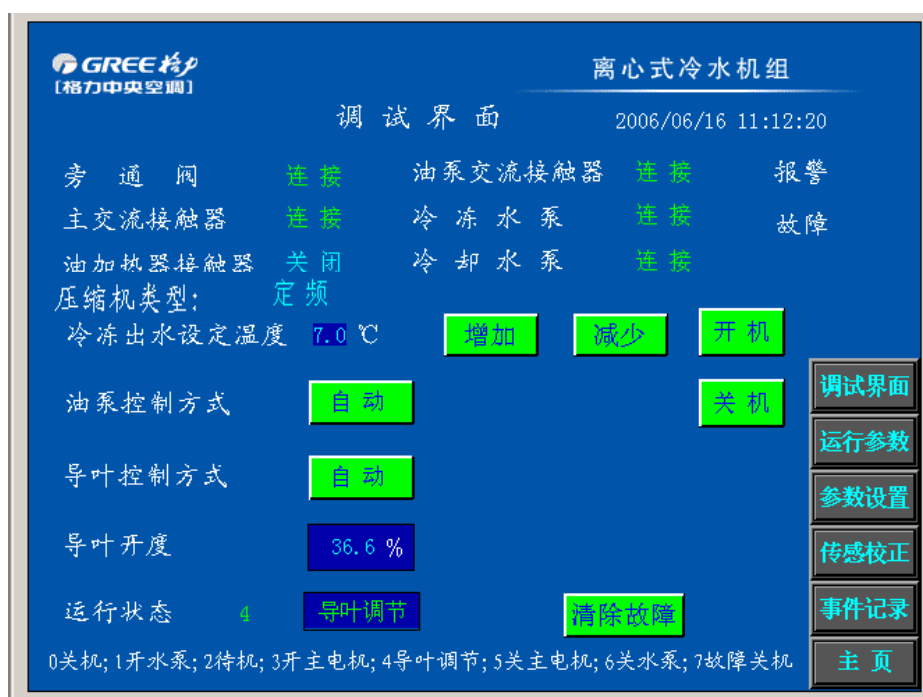 GREE格力
[格力中央空调]
离心式冷水机组
调试界面 2006/06/16 11:12:20
旁通阀 连接 油泵交流接触器 连接 报警
主交流接触器 连接 冷冻水泵 连接 故障
油加热器接触器 关闭 冷却水泵 连接
压缩机类型: 定频
冷冻出水设定温度 7.0 ℃ 增加 减少 开机
油泵控制方式 自动 关机
导叶控制方式 自动
导叶开度 36.6 %
运行状态 4 导叶调节 清除故障
0关机;1开水泵;2待机;3开主电机;4导叶调节;5关主电机;6关水泵;7故障关机
调试界面
运行参数
参数设置
传感校正
事件记录
主页